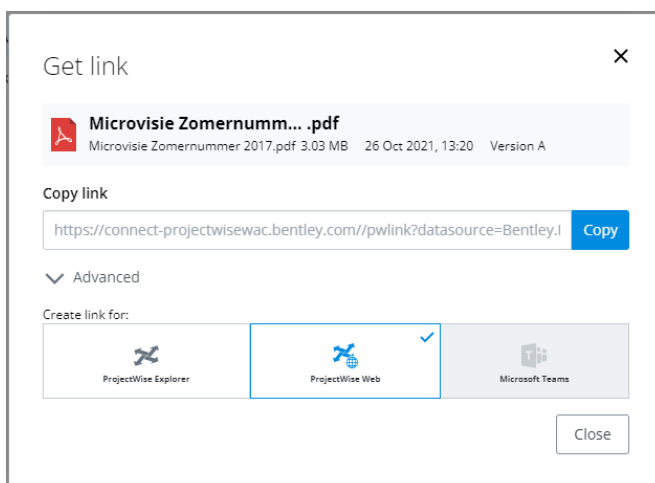 Get link
Microvisie Zomernumm... .pdf
Microvisie Zomernummer 2017.pdf 3.03 MB 26 Oct 2021, 13:20 Version A
Copy link
https://connect-projectwisewac.bentley.com//pwlink?datasource=Bentley.I Copy
Advanced
Create link for:
ProjectWise Explorer ProjectWise Web Microsoft Teams
Close